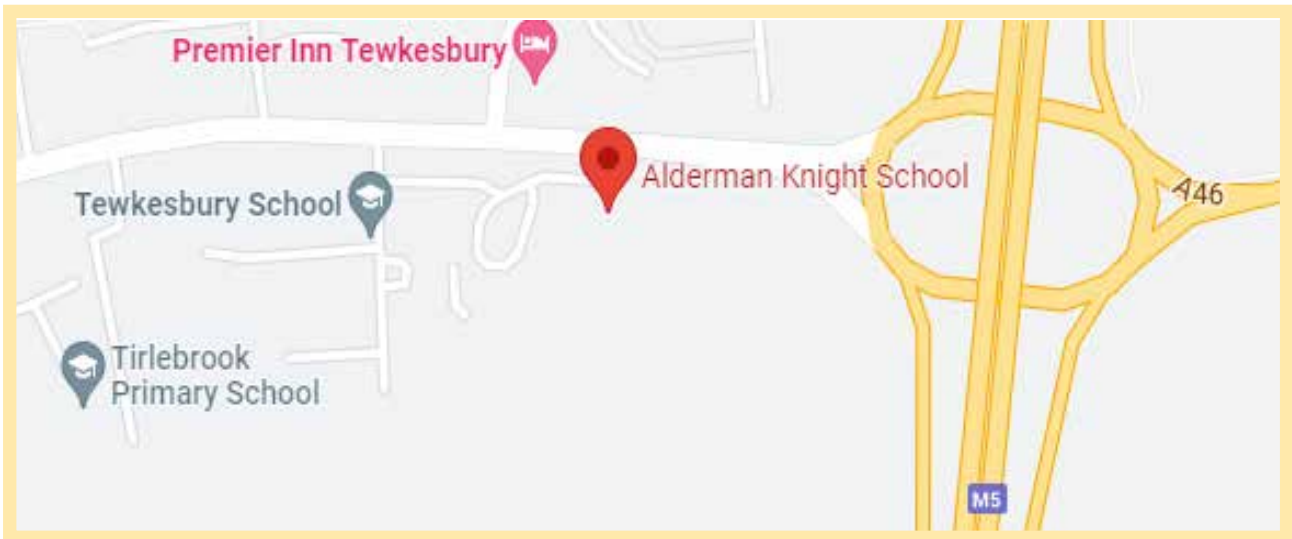 Premier Inn Tewkesbury
Alderman Knight School
A46
Tewkesbury School
Tirlebrook
Primary School
M5